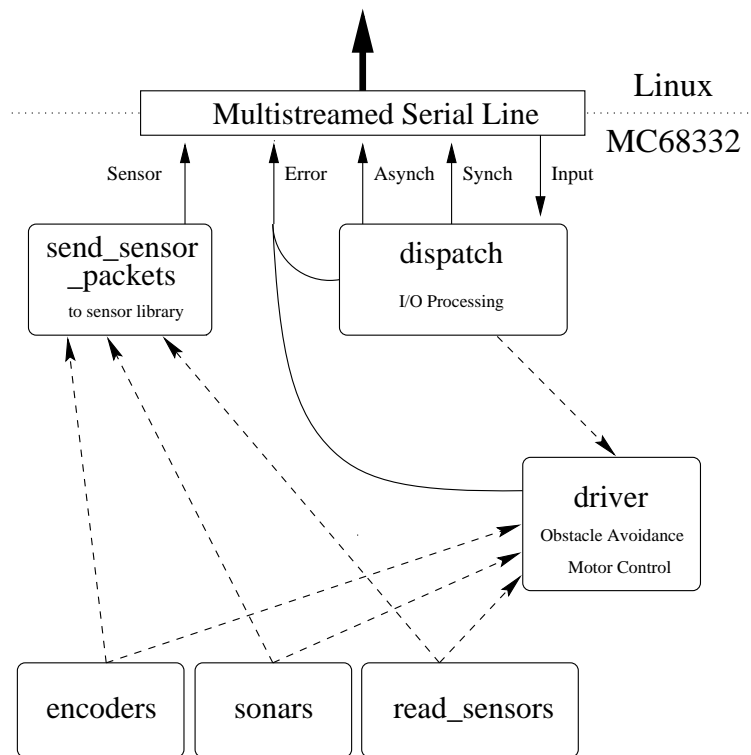 Linux
Multistreamed Serial Line
MC68332
Sensor
Error
Asynch
Synch
Input
send_sensor
_packets
to sensor library
dispatch
I/O Processing
driver
Obstacle Avoidance
Motor Control
encoders
sonars
read_sensors